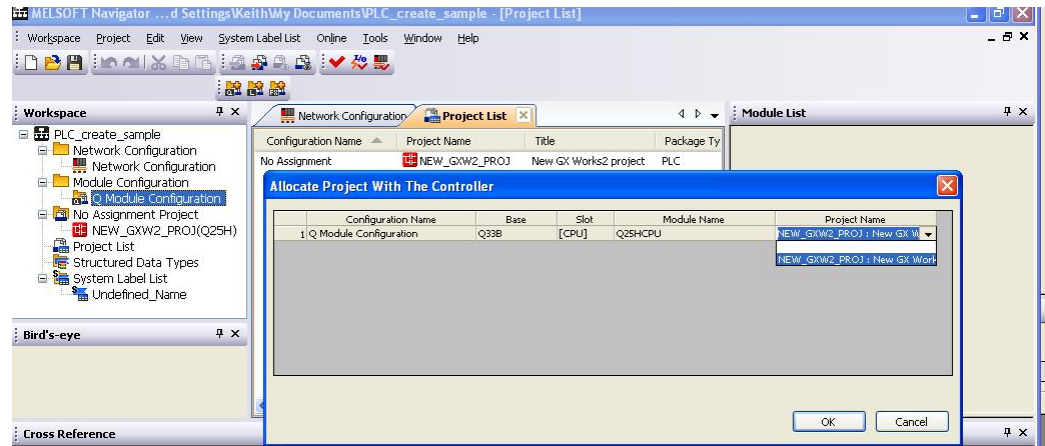 MELSOFT Navigator ...d Settings\Keith\My Documents\PLC_create_sample - [Project List]
Workspace Project Edit View System Label List Online Tools Window Help
Workspace
PLC_create_sample
Network Configuration
Network Configuration
Module Configuration
Q Module Configuration
No Assignment Project
NEW_GXW2_PROJ(Q25H)
Project List
Structured Data Types
System Label List
Undefined_Name
Bird's-eye
Cross Reference
Network Configuration Project List
Configuration Name Project Name Title Package Ty
No Assignment NEW_GXW2_PROJ New GX Works2 project PLC
Module List
Allocate Project With The Controller
Configuration Name Base Slot Module Name Project Name
1 Q Module Configuration Q33B [CPU] Q25HCPU NEW_GXW2_PROJ : New GX W
NEW_GXW2_PROJ : New GX Work
OK Cancel